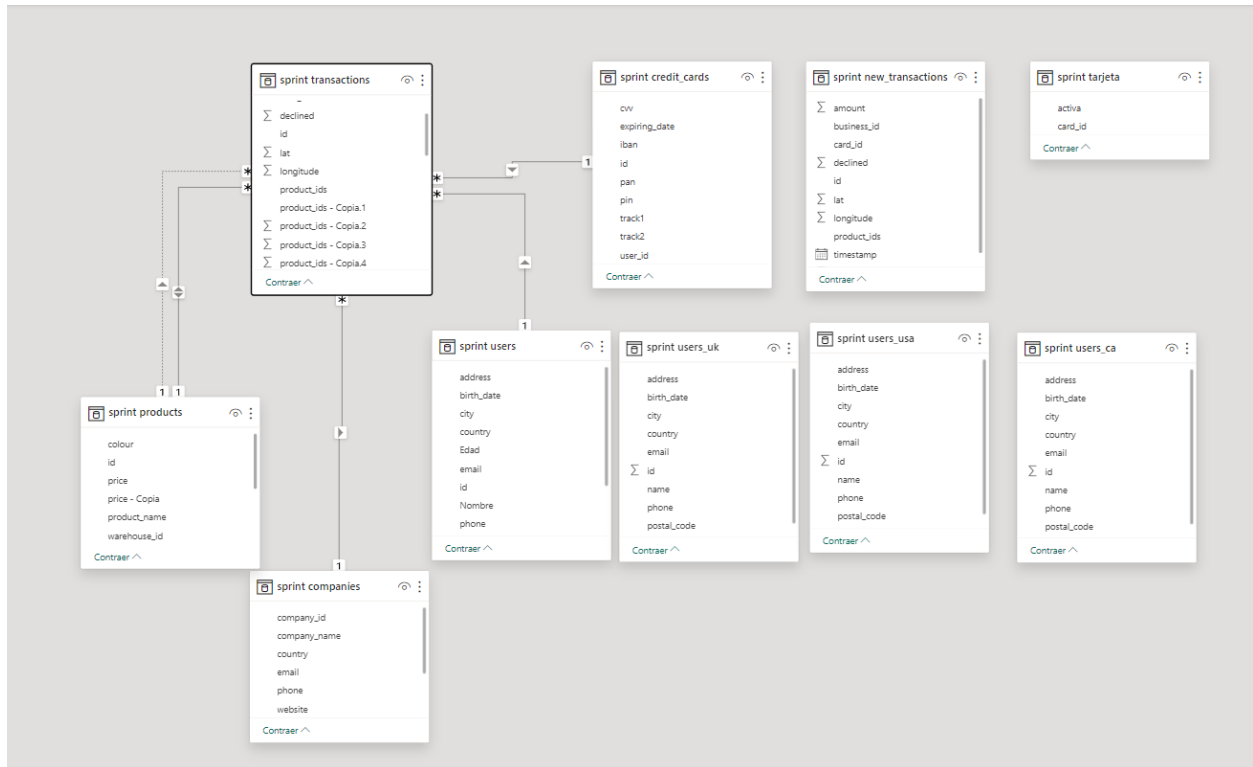 sprint transactions
Σ declined
id
Σ lat
Σ longitude
product_ids
product_ids - Copia.1
Σ product_ids - Copia.2
Σ product_ids - Copia.3
Σ product_ids - Copia.4
Contraer
sprint credit_cards
cvv
expiring_date
iban
id
pan
pin
track1
track2
user_id
Contraer
sprint new_transactions
Σ amount
business_id
card_id
Σ declined
id
Σ lat
Σ longitude
product_ids
timestamp
Contraer
sprint tarjeta
activa
card_id
Contraer
*
*
*
*
1
*
1
1
1
1
sprint products
colour
id
price
price - Copia
product_name
warehouse_id
Contraer
sprint users
address
birth_date
city
country
Edad
email
id
Nombre
phone
Contraer
sprint users_uk
address
birth_date
city
country
email
Σ id
name
phone
postal_code
Contraer
sprint users_usa
address
birth_date
city
country
email
Σ id
name
phone
postal_code
Contraer
sprint users_ca
address
birth_date
city
country
email
Σ id
name
phone
postal_code
Contraer
sprint companies
company_id
company_name
country
email
phone
website
Contraer